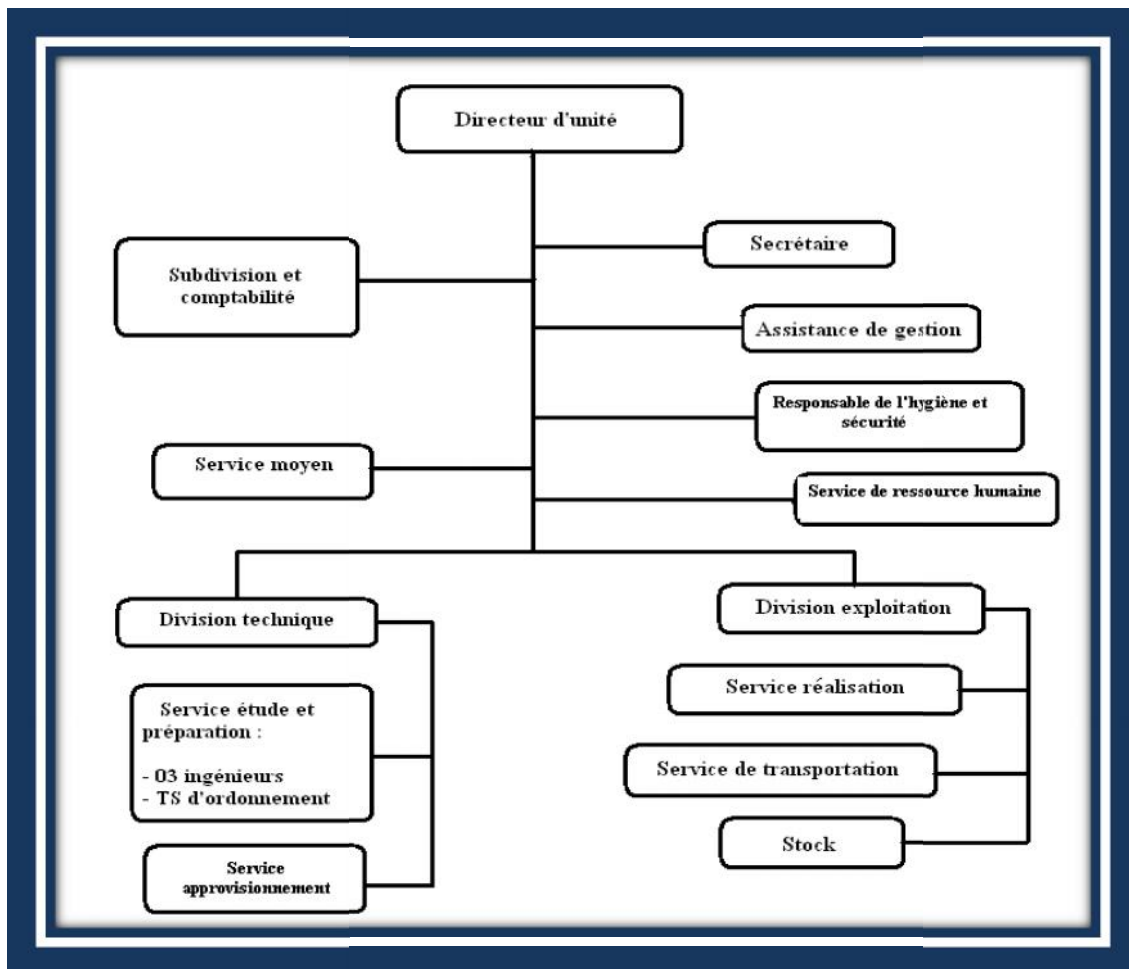 Directeur d'unité
Secrétaire
Subdivision et
comptabilité
Assistance de gestion
Responsable de l'hygiène et
sécurité
Service moyen
Service de ressource humaine
Division technique
Division exploitation
Service étude et
préparation :
- 03 ingénieurs
- TS d'ordonnement
Service
approvisionnement
Service réalisation
Service de transportation
Stock